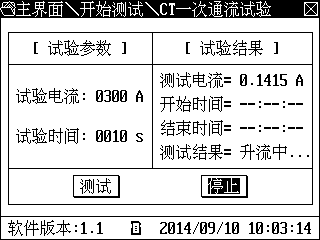 主界面\开始测试\CT一次通流试验
[ 试验参数 ]
试验电流: 0300 A
试验时间: 0010 s
[ 试验结果 ]
测试电流= 0.1415 A
开始时间= --:--:--
结束时间= --:--:--
测试结果= 升流中...
测试
停止
软件版本:1.1 2014/09/10 10:03:14